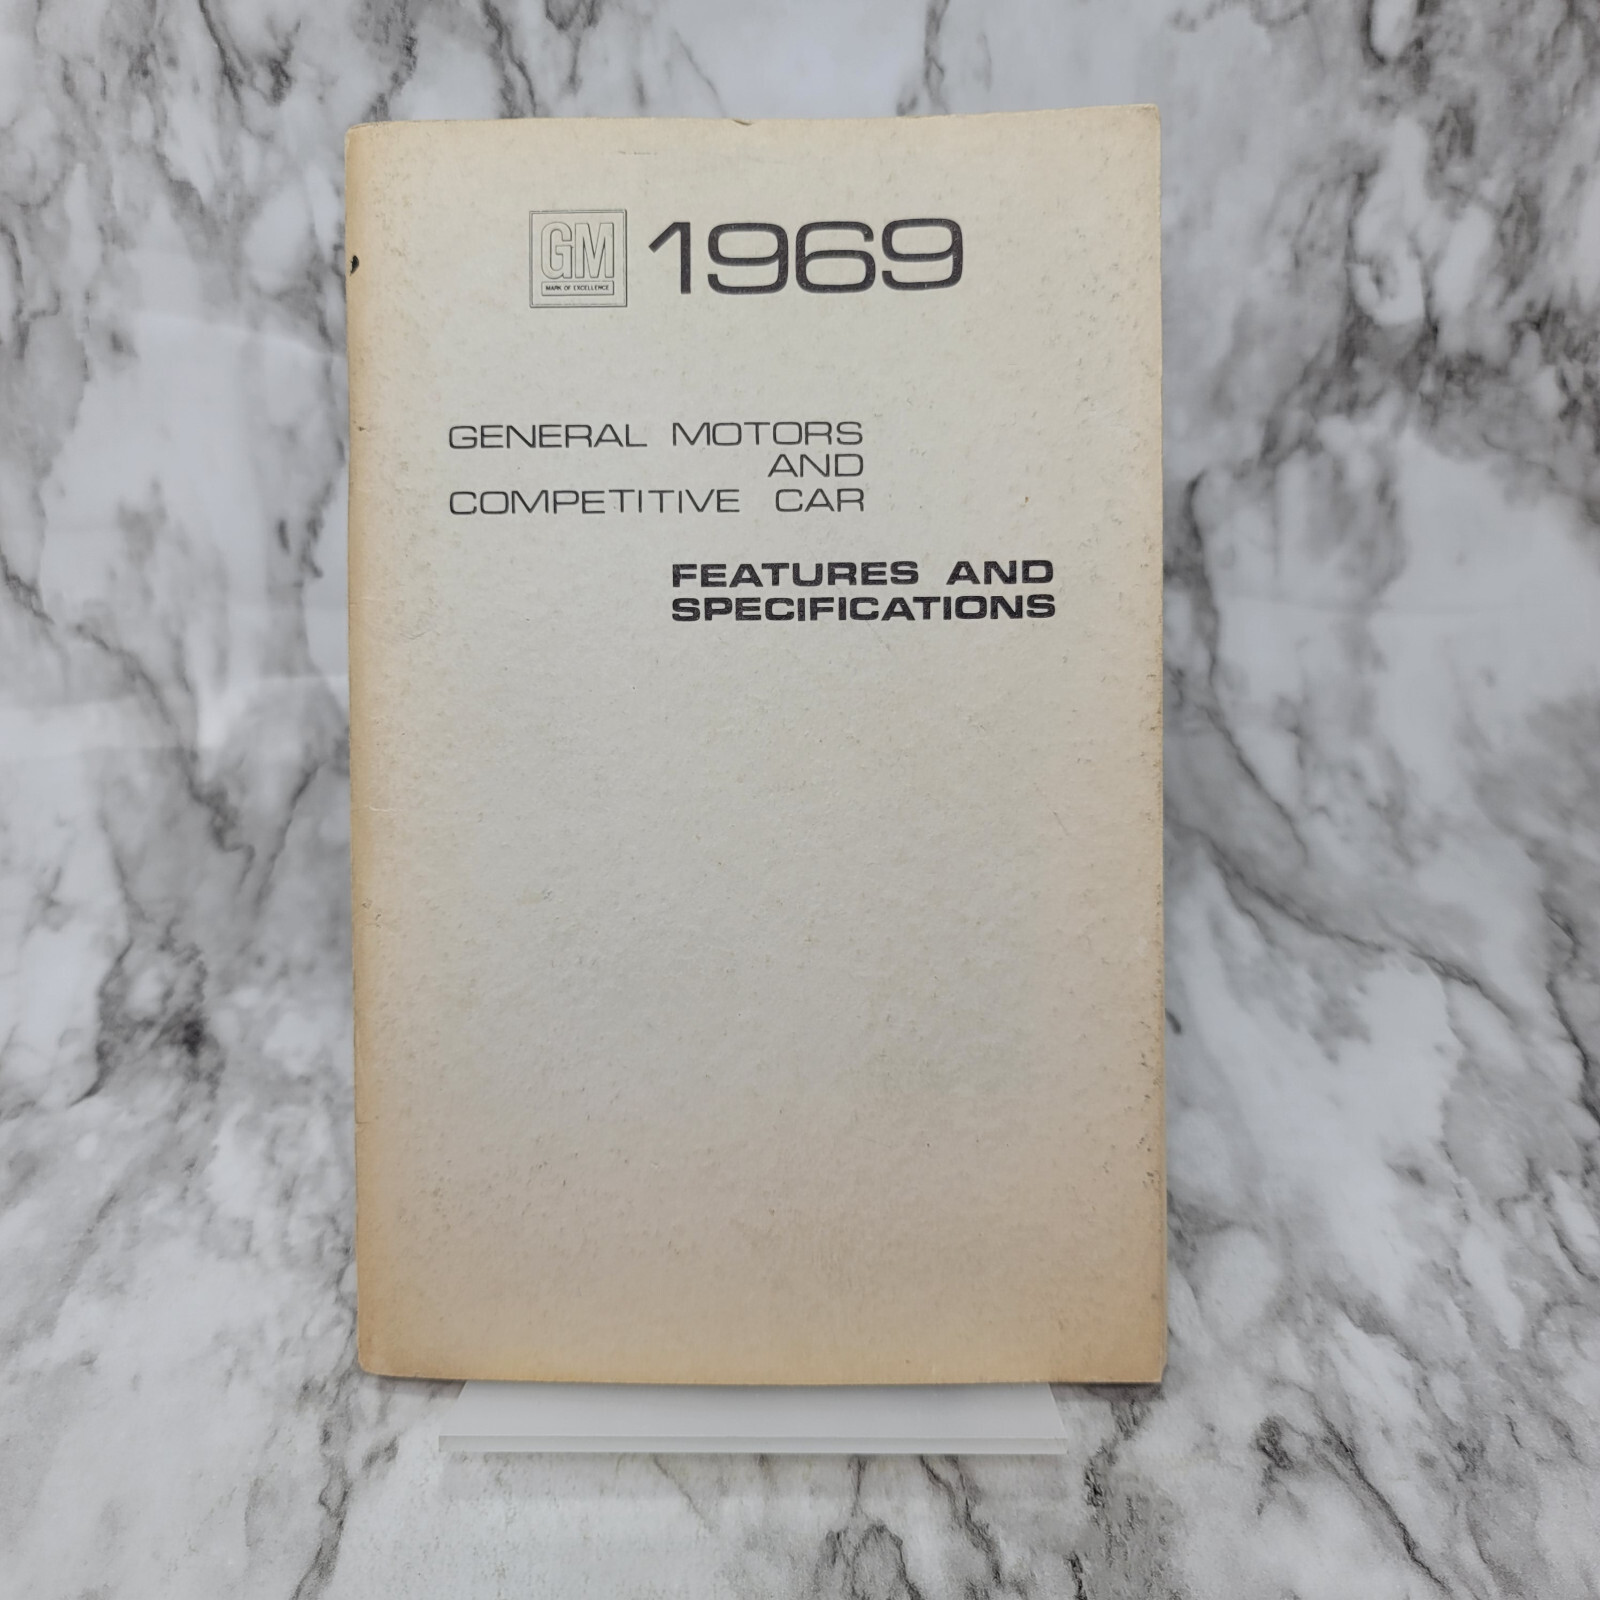 GM 1969
MARK OF EXCELLENCE
GENERAL MOTORS
AND
COMPETITIVE CAR
FEATURES AND
SPECIFICATIONS